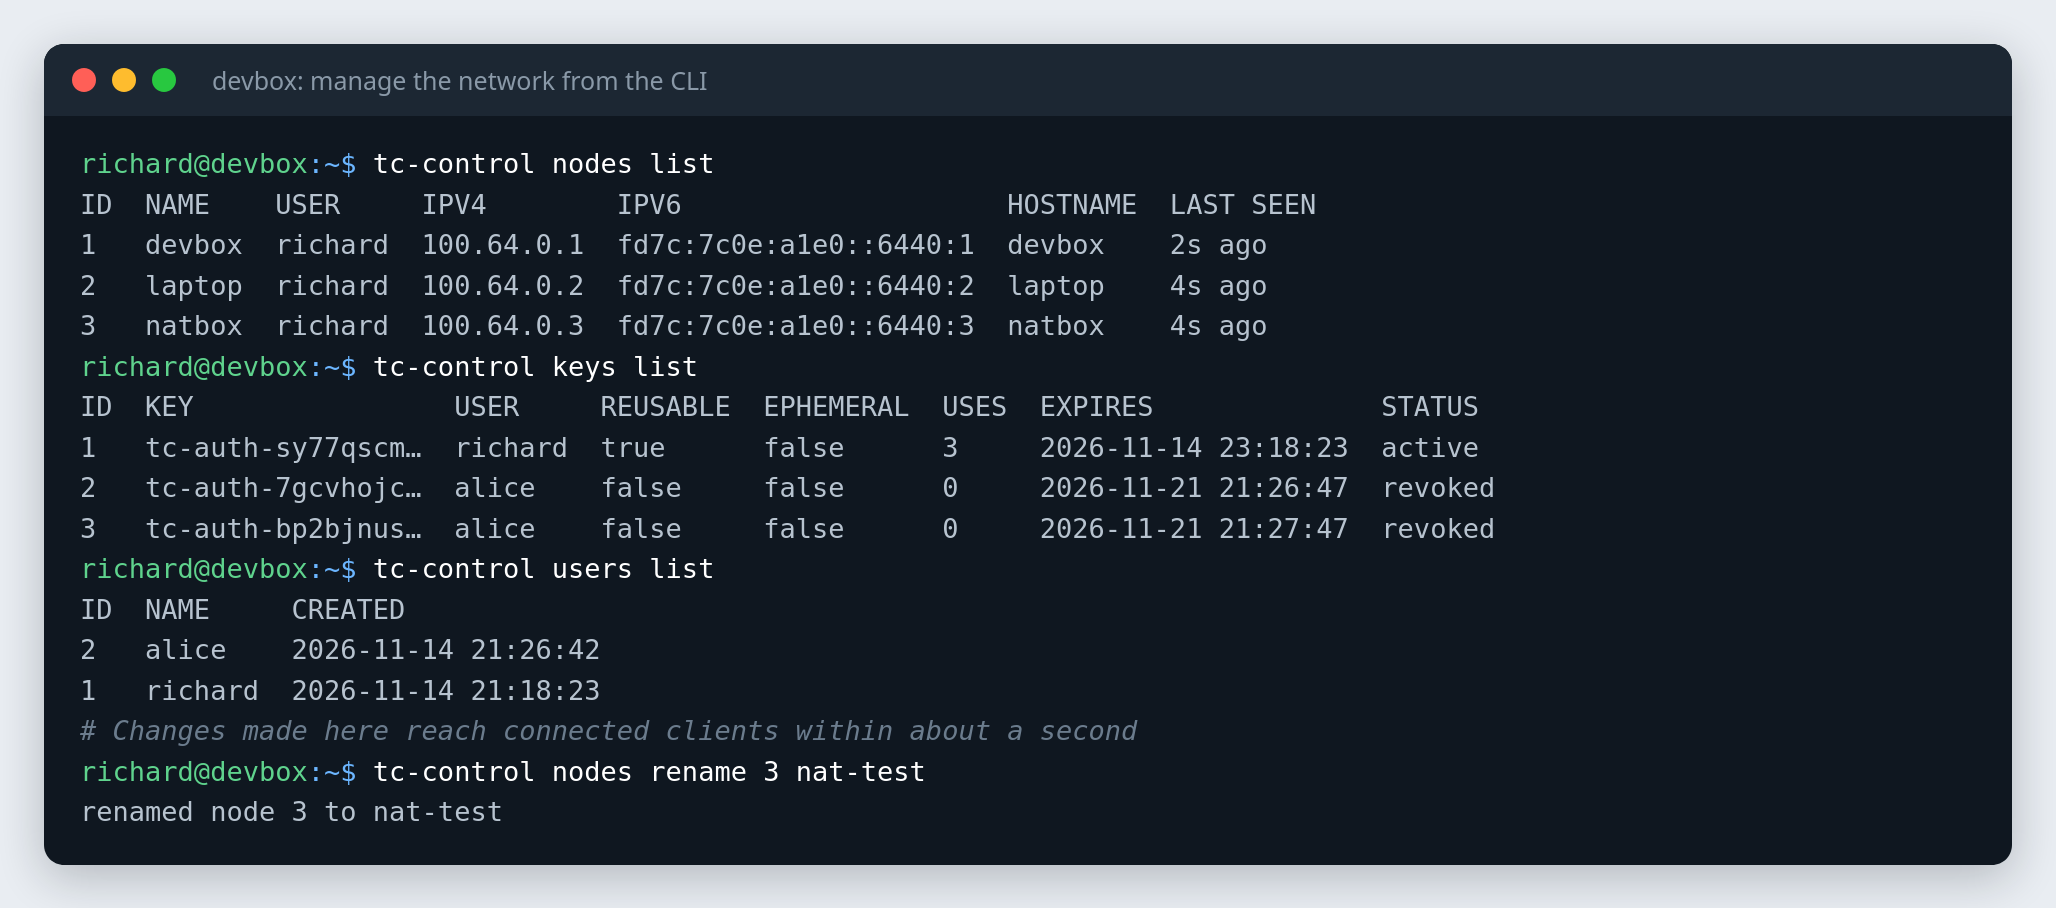 devbox: manage the network from the CLI
richard@devbox:~$ tc-control nodes list
ID  NAME    USER     IPV4        IPV6                    HOSTNAME  LAST SEEN
1   devbox  richard  100.64.0.1  fd7c:7c0e:a1e0::6440:1  devbox    2s ago
2   laptop  richard  100.64.0.2  fd7c:7c0e:a1e0::6440:2  laptop    4s ago
3   natbox  richard  100.64.0.3  fd7c:7c0e:a1e0::6440:3  natbox    4s ago
richard@devbox:~$ tc-control keys list
ID  KEY                USER     REUSABLE  EPHEMERAL  USES  EXPIRES              STATUS
1   tc-auth-sy77qscm…  richard  true      false      3     2026-11-14 23:18:23  active
2   tc-auth-7gcvhojc…  alice    false     false      0     2026-11-21 21:26:47  revoked
3   tc-auth-bp2bjnus…  alice    false     false      0     2026-11-21 21:27:47  revoked
richard@devbox:~$ tc-control users list
ID  NAME     CREATED
2   alice    2026-11-14 21:26:42
1   richard  2026-11-14 21:18:23
# Changes made here reach connected clients within about a second
richard@devbox:~$ tc-control nodes rename 3 nat-test
renamed node 3 to nat-test